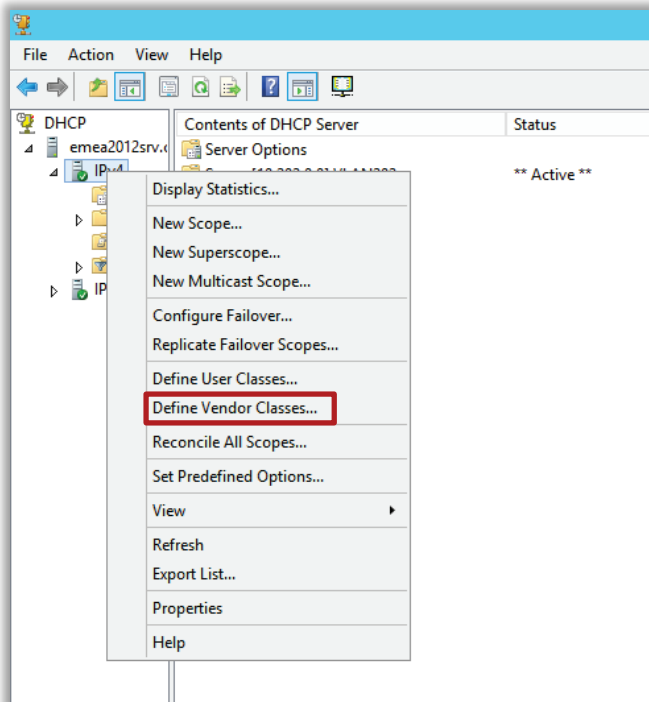 File Action View Help
DHCP
Contents of DHCP Server Status
emea2012srv.
Server Options
IPv4
** Active **
Display Statistics...
New Scope...
New Superscope...
New Multicast Scope...
IP
Configure Failover...
Replicate Failover Scopes...
Define User Classes...
Define Vendor Classes...
Reconcile All Scopes...
Set Predefined Options...
View
Refresh
Export List...
Properties
Help